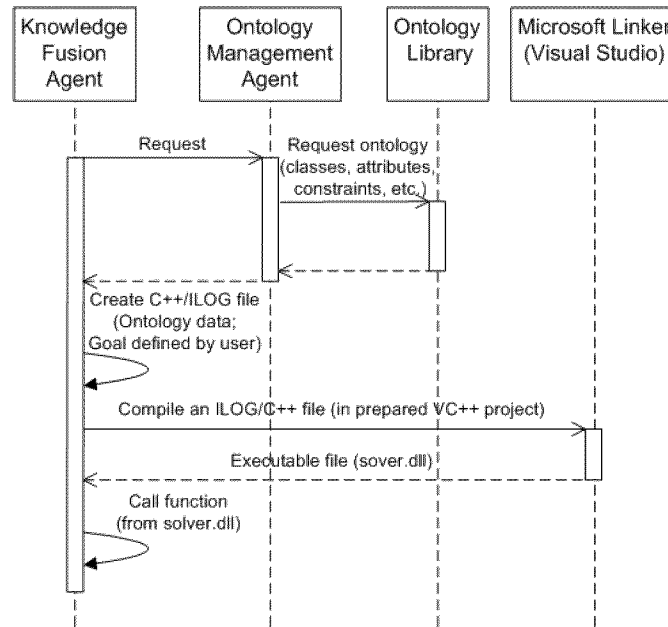 Knowledge
Fusion
Agent
Ontology
Management
Agent
Ontology
Library
Microsoft Linker
(Visual Studio)
Request
Request ontology
(classes, attributes,
constraints, etc.)
Create C++/ILOG file
(Ontology data;
Goal defined by user)
Compile an ILOG/C++ file (in prepared VC++ project)
Executable file (sover.dll)
Call function
(from solver.dll)